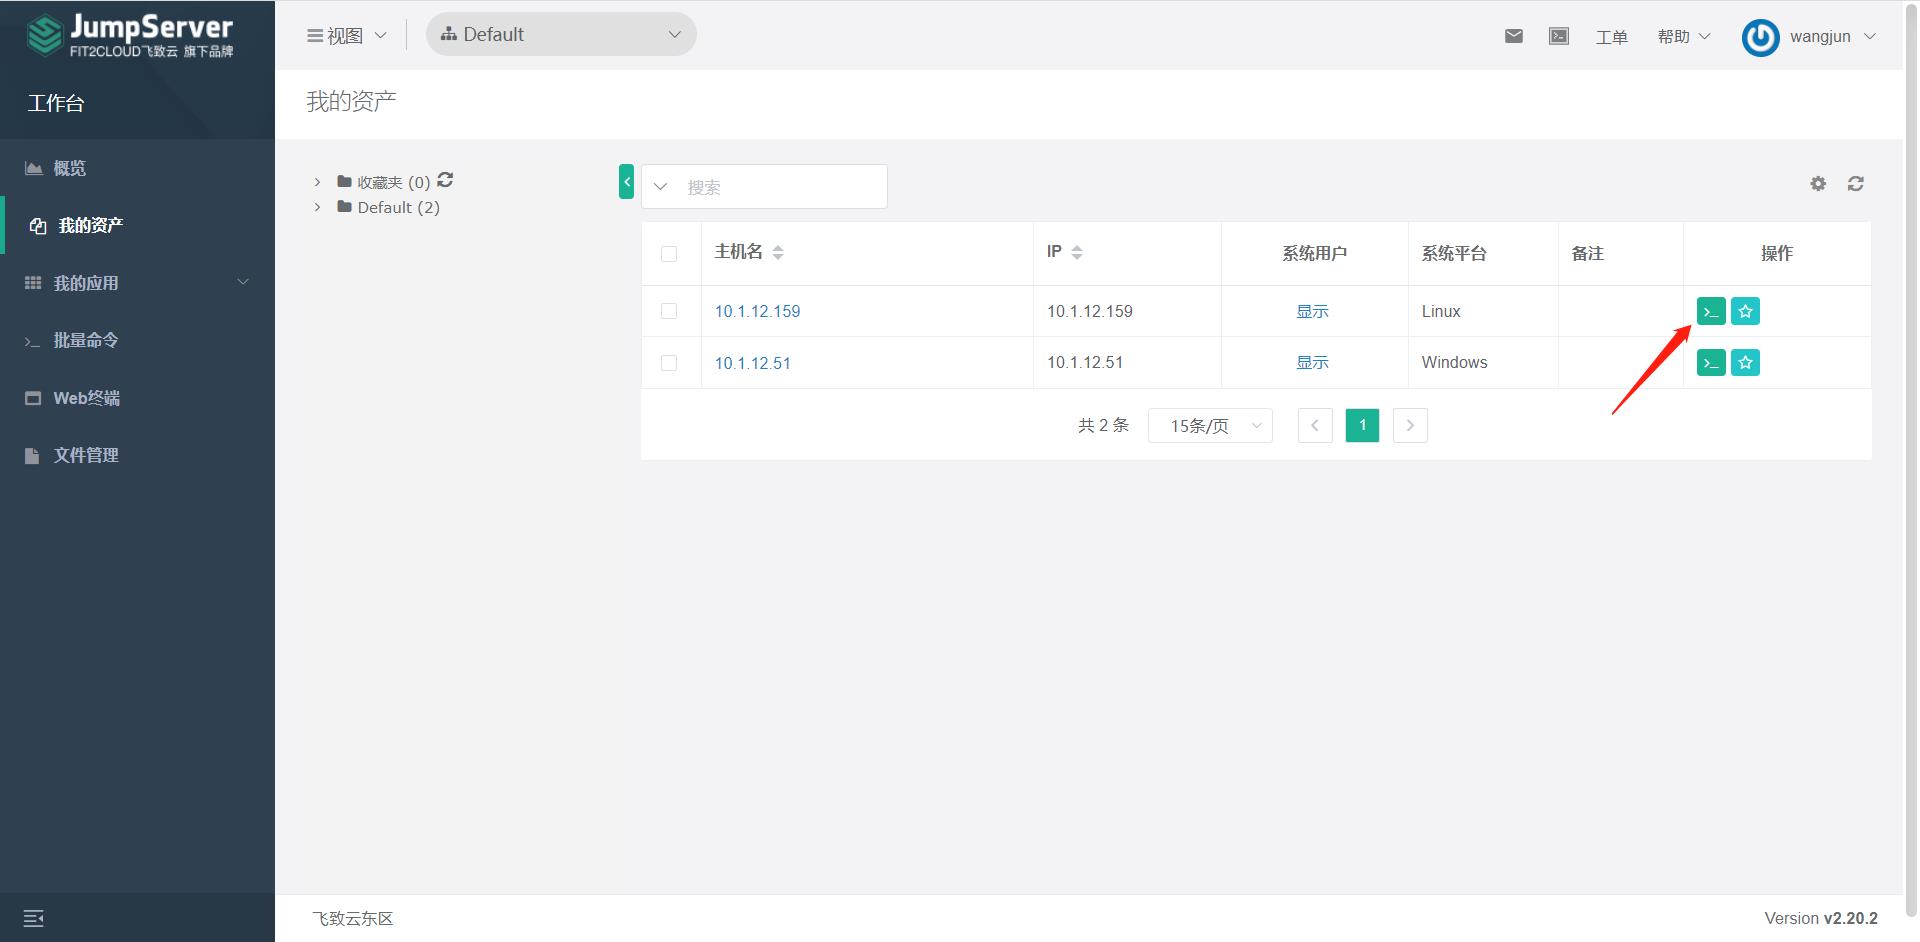 JumpServer
FIT2CLOUD飞致云 旗下品牌
工作台
概览
我的资产
我的应用
批量命令
Web终端
文件管理
视图
Default
工单
帮助
wangjun
我的资产
收藏夹 (0)
Default (2)
搜索
主机名 IP 系统用户 系统平台 备注 操作
10.1.12.159 10.1.12.159 显示 Linux
10.1.12.51 10.1.12.51 显示 Windows
共 2 条 15条/页 1
飞致云东区
Version v2.20.2